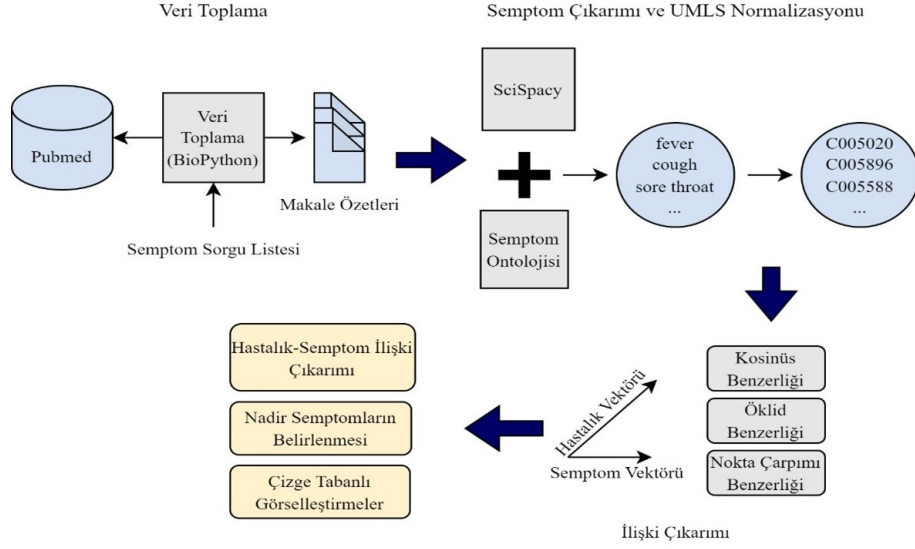 Veri Toplama
Semptom Çıkarımı ve UMLS Normalizasyonu
Pubmed
Veri
Toplama
(BioPython)
Makale Özetleri
Semptom Sorgu Listesi
SciSpacy
Semptom
Ontolojisi
fever
cough
sore throat
...
C005020
C005896
C005588
...
Kosinüs
Benzerliği
Öklid
Benzerliği
Nokta Çarpımı
Benzerliği
Hastalık Vektörü
Semptom Vektörü
İlişki Çıkarımı
Hastalık-Semptom İlişki
Çıkarımı
Nadir Semptomların
Belirlenmesi
Çizge Tabanlı
Görselleştirmeler